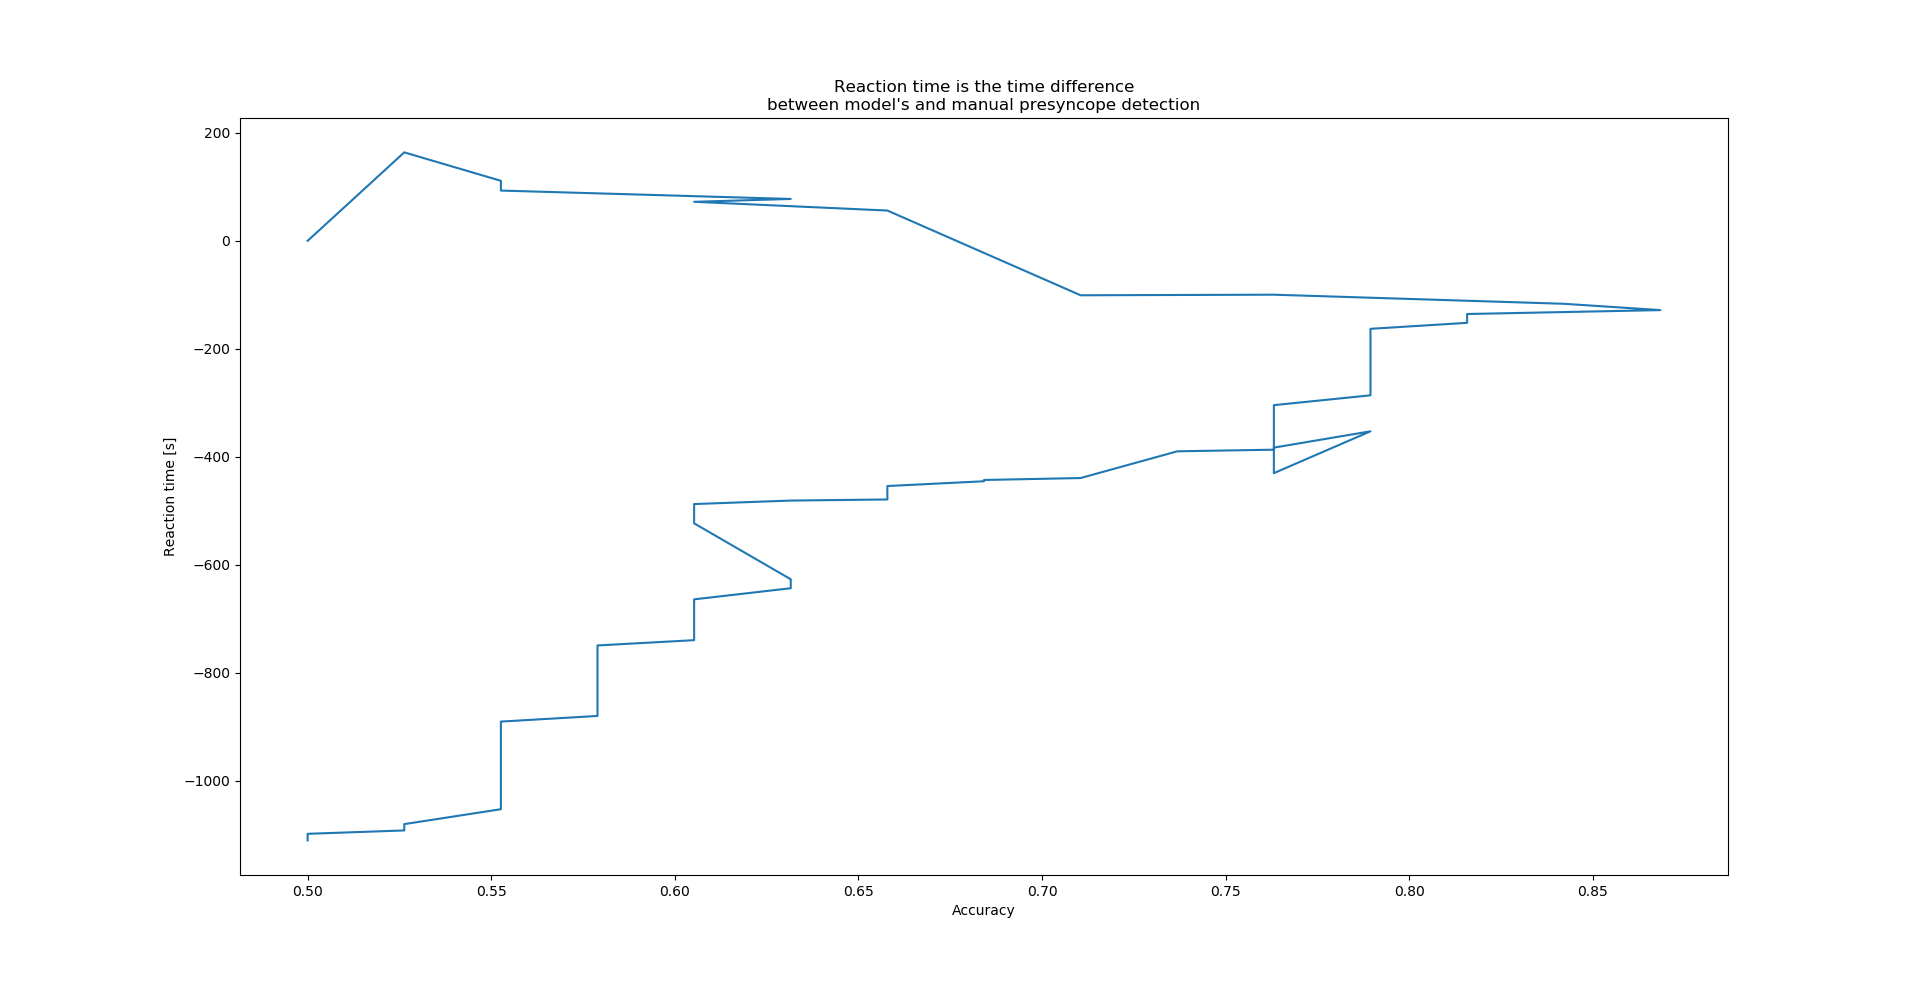 Reaction time is the time difference
between model's and manual presyncope detection
200
0
−200
−400
−600
−800
−1000
Reaction time [s]
0.50 0.55 0.60 0.65 0.70 0.75 0.80 0.85
Accuracy